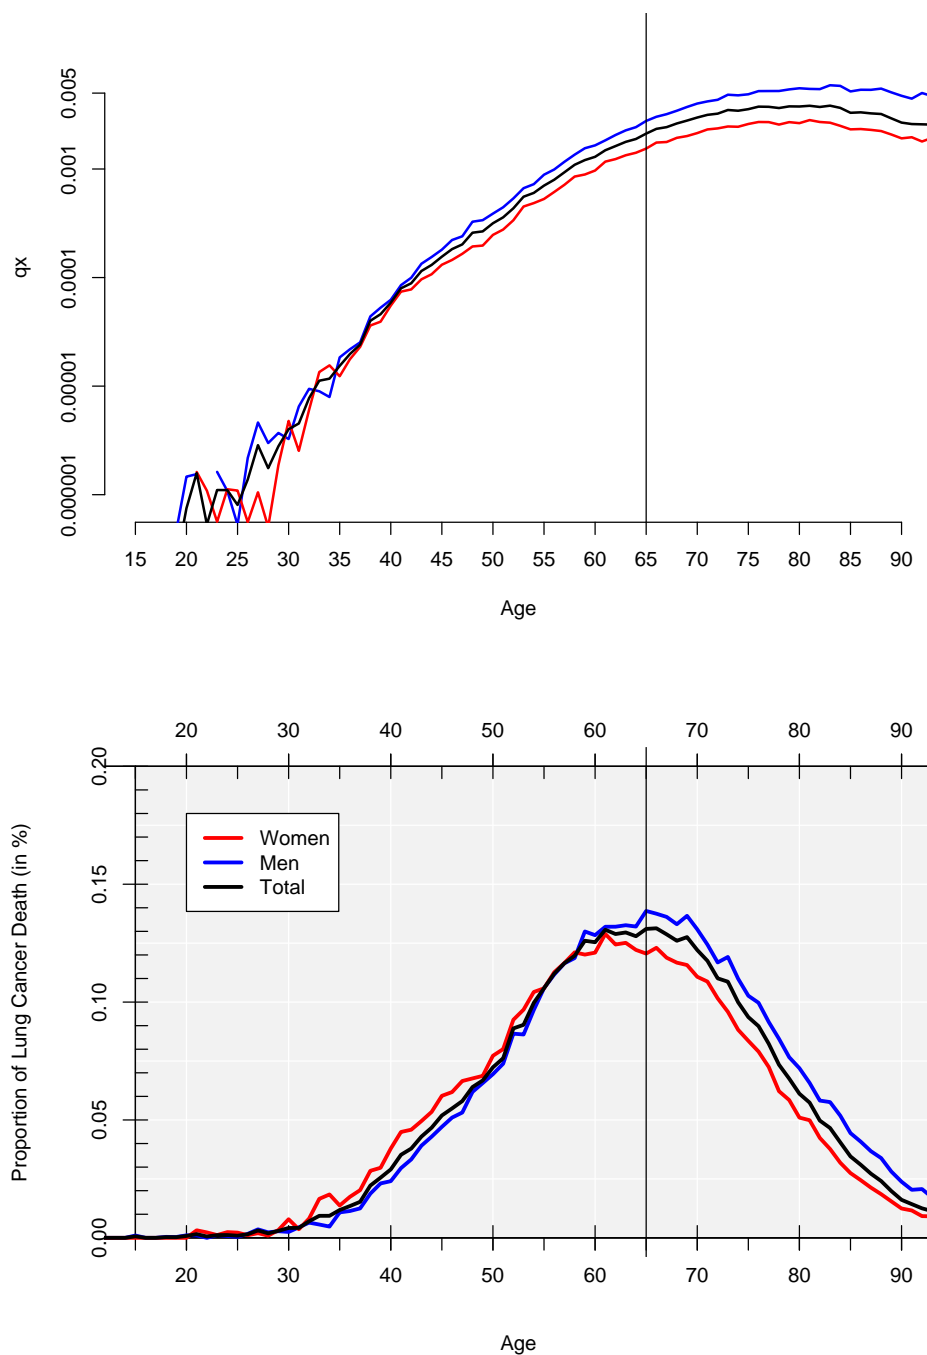 0.005
0.001
0.0001
0.00001
0.000001
qx
15 20 25 30 35 40 45 50 55 60 65 70 75 80 85 90
Age
20 30 40 50 60 70 80 90
0.20
0.15
0.10
0.05
0.00
Proportion of Lung Cancer Death (in %)
Women
Men
Total
20 30 40 50 60 70 80 90
Age